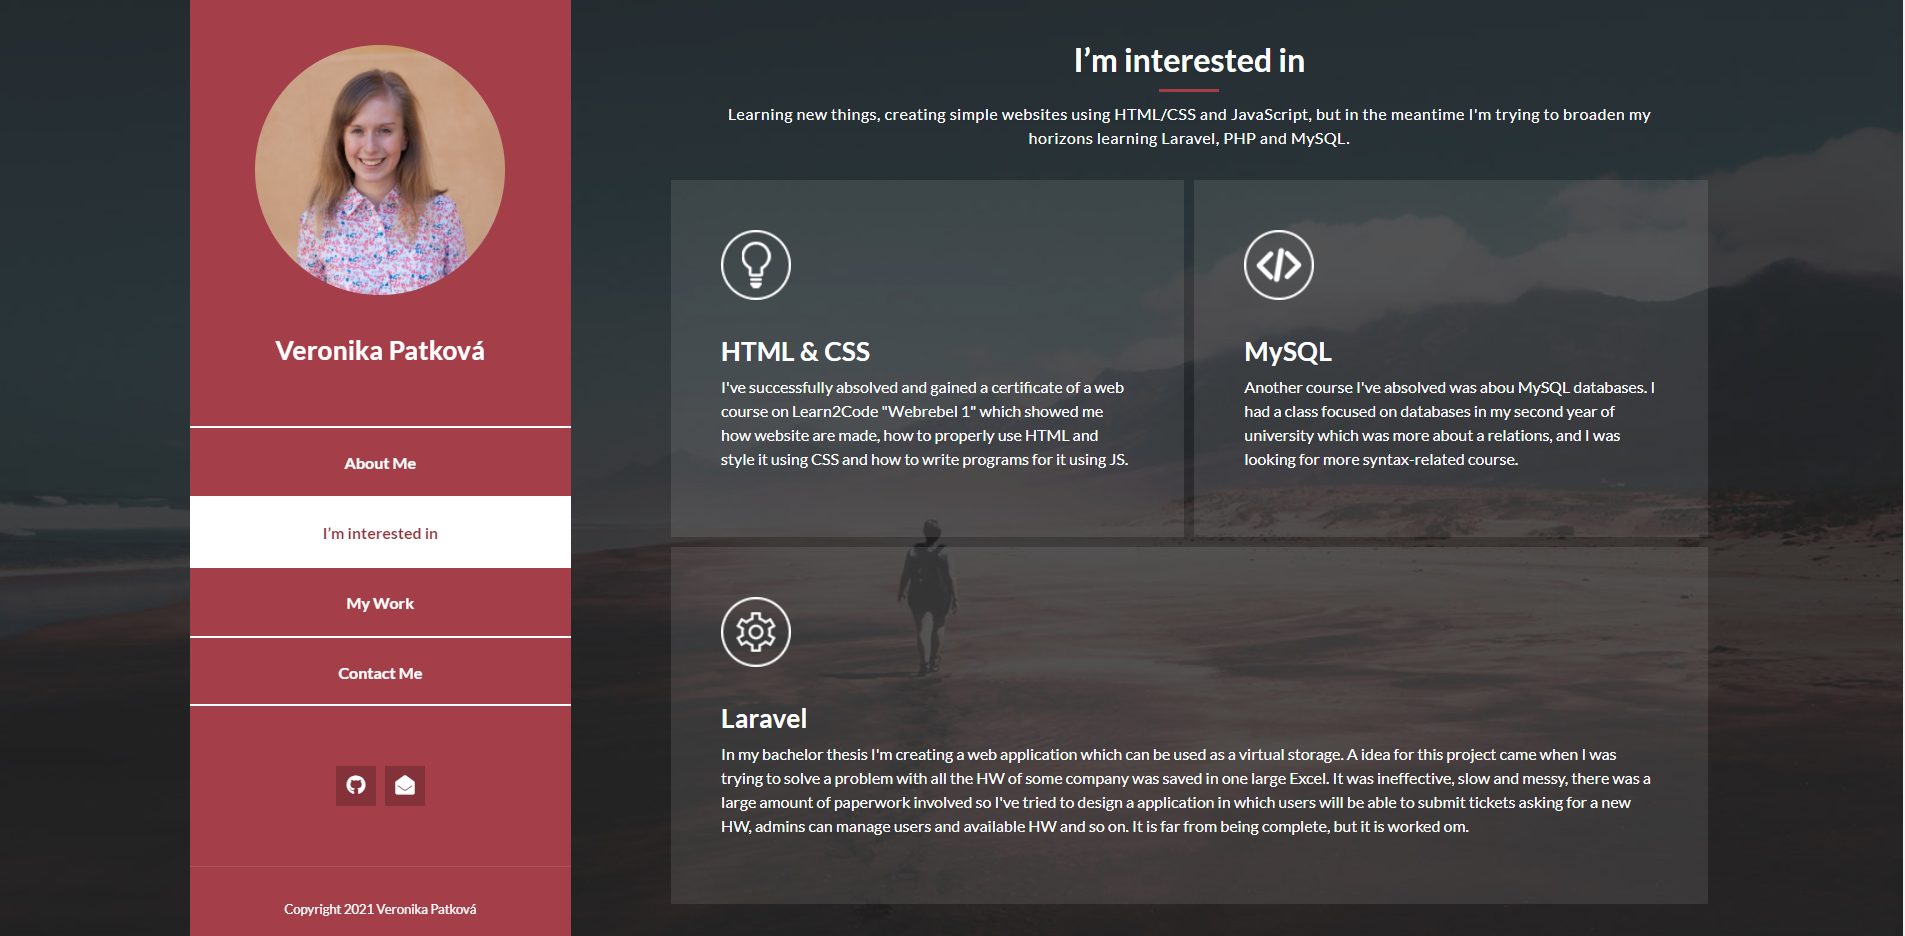 Veronika Patková
About Me
I’m interested in
My Work
Contact Me
Copyright 2021 Veronika Patková
I’m interested in
Learning new things, creating simple websites using HTML/CSS and JavaScript, but in the meantime I'm trying to broaden my
horizons learning Laravel, PHP and MySQL.
HTML & CSS
I've successfully absolved and gained a certificate of a web
course on Learn2Code "Webrebel 1" which showed me
how website are made, how to properly use HTML and
style it using CSS and how to write programs for it using JS.
MySQL
Another course I've absolved was abou MySQL databases. I
had a class focused on databases in my second year of
university which was more about a relations, and I was
looking for more syntax-related course.
Laravel
In my bachelor thesis I'm creating a web application which can be used as a virtual storage. A idea for this project came when I was
trying to solve a problem with all the HW of some company was saved in one large Excel. It was ineffective, slow and messy, there was a
large amount of paperwork involved so I've tried to design a application in which users will be able to submit tickets asking for a new
HW, admins can manage users and available HW and so on. It is far from being complete, but it is worked om.